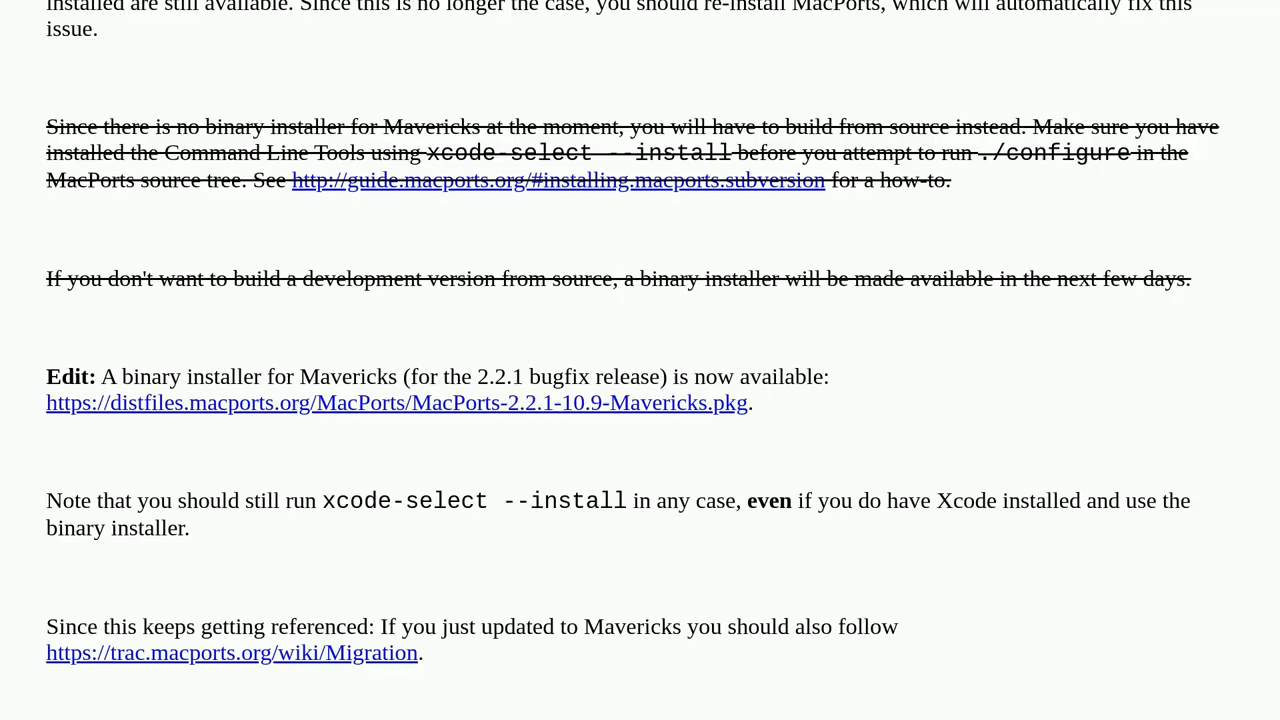 installed are still available. Since this is no longer the case, you should re-install MacPorts, which will automatically fix this
issue.
Since there is no binary installer for Mavericks at the moment, you will have to build from source instead. Make sure you have
installed the Command Line Tools using xcode-select --install before you attempt to run ./configure in the
MacPorts source tree. See http://guide.macports.org/#installing.macports.subversion for a how-to.
If you don't want to build a development version from source, a binary installer will be made available in the next few days.
Edit: A binary installer for Mavericks (for the 2.2.1 bugfix release) is now available:
https://distfiles.macports.org/MacPorts/MacPorts-2.2.1-10.9-Mavericks.pkg.
Note that you should still run xcode-select --install in any case, even if you do have Xcode installed and use the
binary installer.
Since this keeps getting referenced: If you just updated to Mavericks you should also follow
https://trac.macports.org/wiki/Migration.